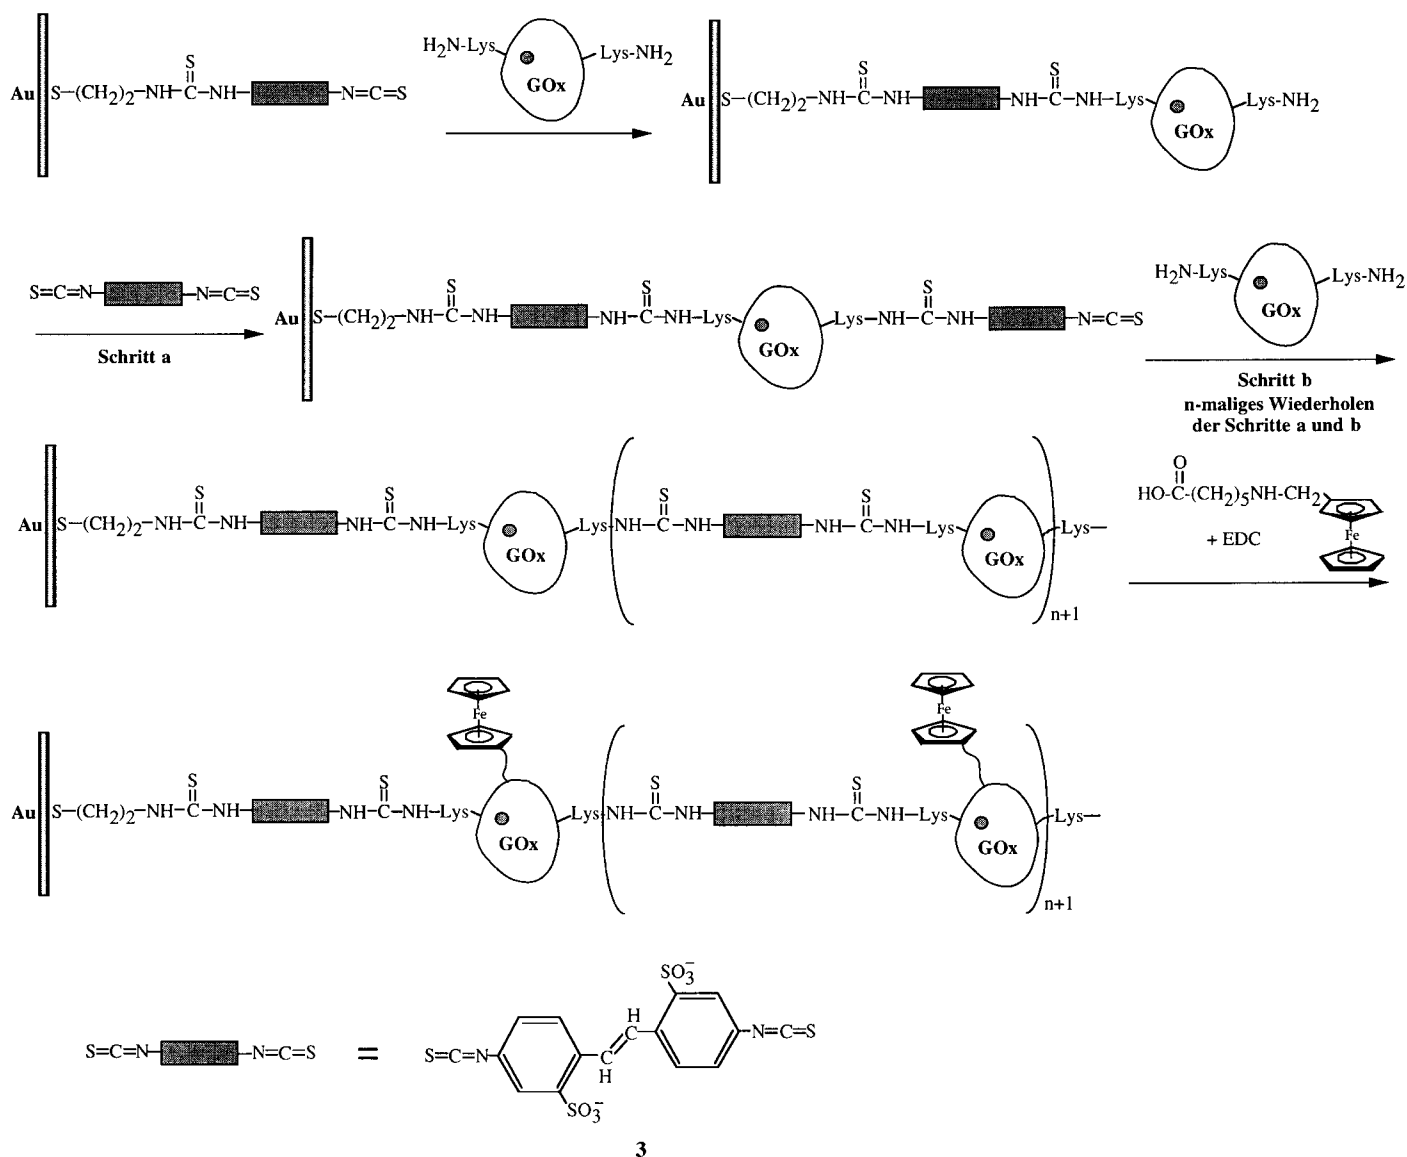 H₂N-Lys Lys-NH₂
GOx
Au S-(CH₂)₂-NH-C-NH- -N=C=S
S
Au S-(CH₂)₂-NH-C-NH- -NH-C-NH-Lys GOx Lys-NH₂
S S
S=C=N- -N=C=S
Schritt a
Au S-(CH₂)₂-NH-C-NH- -NH-C-NH-Lys GOx Lys-NH-C-NH- -N=C=S
S S S
H₂N-Lys Lys-NH₂
GOx
Schritt b
n-maliges Wiederholen
der Schritte a und b
Au S-(CH₂)₂-NH-C-NH- -NH-C-NH-Lys GOx Lys NH-C-NH- -NH-C-NH-Lys GOx Lys-
S S S S
n+1
O
HO-C-(CH₂)₅NH-CH₂
Fe
+ EDC
Fe Fe
S S S S
Au S-(CH₂)₂-NH-C-NH- -NH-C-NH-Lys GOx Lys NH-C-NH- -NH-C-NH-Lys GOx Lys-
n+1
S=C=N- -N=C=S =
SO₃⁻
H
N=C=S
S=C=N
C
H
SO₃⁻
3